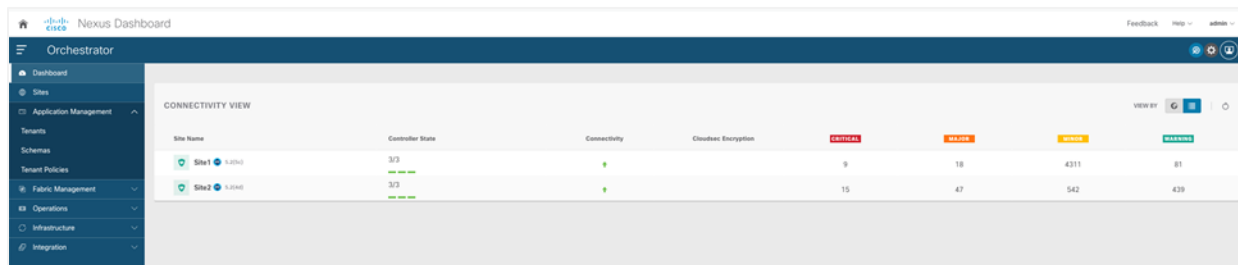 cisco Nexus Dashboard Feedback Help admin
Orchestrator
Dashboard
Sites
Application Management
Tenants
Schemas
Tenant Policies
Fabric Management
Operations
Infrastructure
Integration
CONNECTIVITY VIEW VIEW BY
Site Name Controller State Connectivity Cloudsec Encryption CRITICAL MAJOR MINOR WARNING
Site1 3/3 9 18 4311 81
Site2 3/3 15 47 542 439